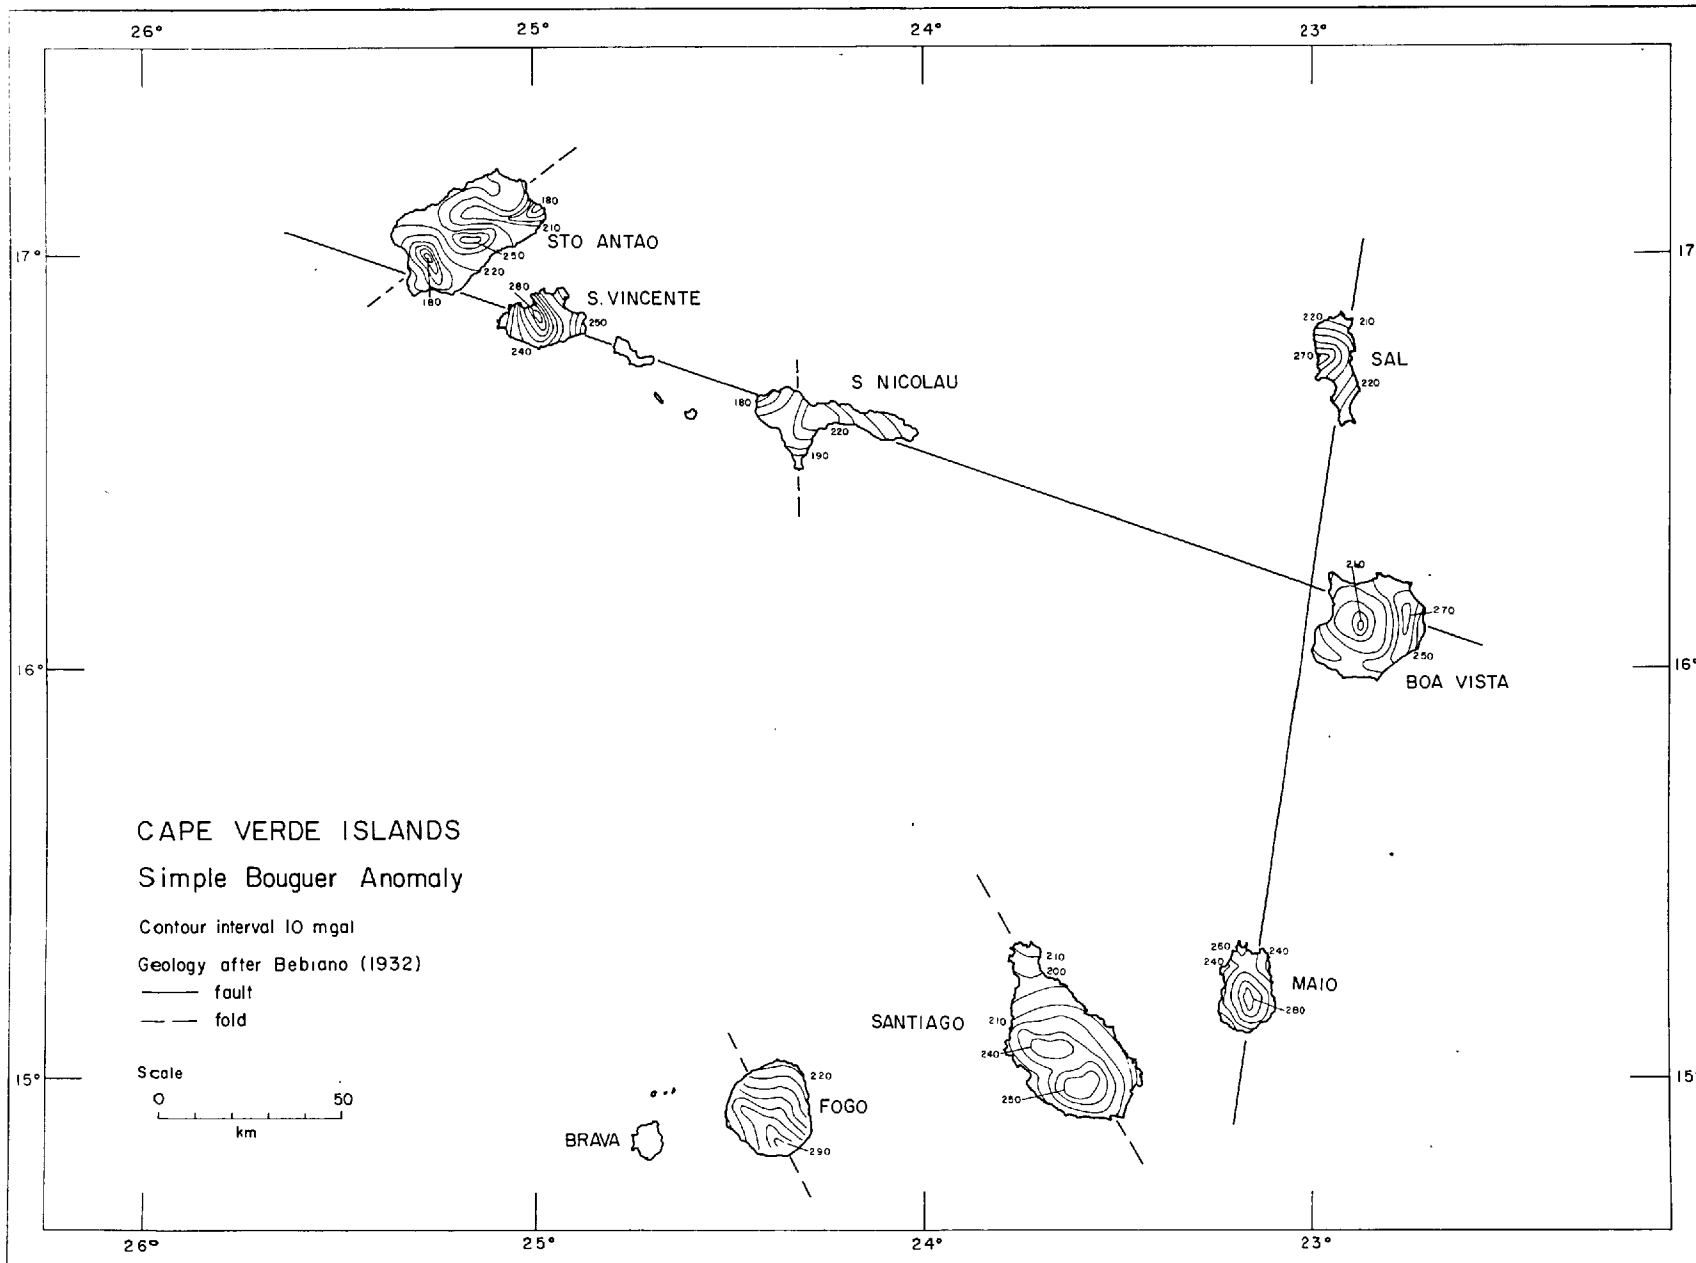 26° 25° 24° 23°
180
210
STO ANTAO
250
17° 17
220
280
S. VINCENTE
180
250
240
220 210
270 SAL
220
S NICOLAU
180
220
190
270
250
16° 16°
BOA VISTA
CAPE VERDE ISLANDS
Simple Bouguer Anomaly
Contour interval 10 mgal
Geology after Bebiano (1932)
fault
fold
Scale
0 50
km
210
200
260 240
240
MAIO
280
SANTIAGO 210
240
250
15° 15°
220
FOGO
BRAVA
290
26° 25° 24° 23°